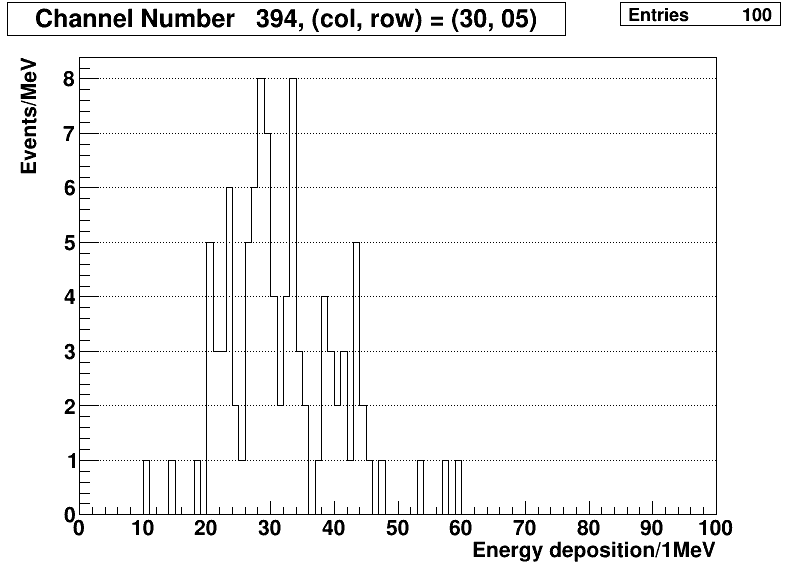 Channel Number 394, (col, row) = (30, 05)
Entries 100
Events/MeV
8
7
6
5
4
3
2
1
0
0 10 20 30 40 50 60 70 80 90 100
Energy deposition/1MeV